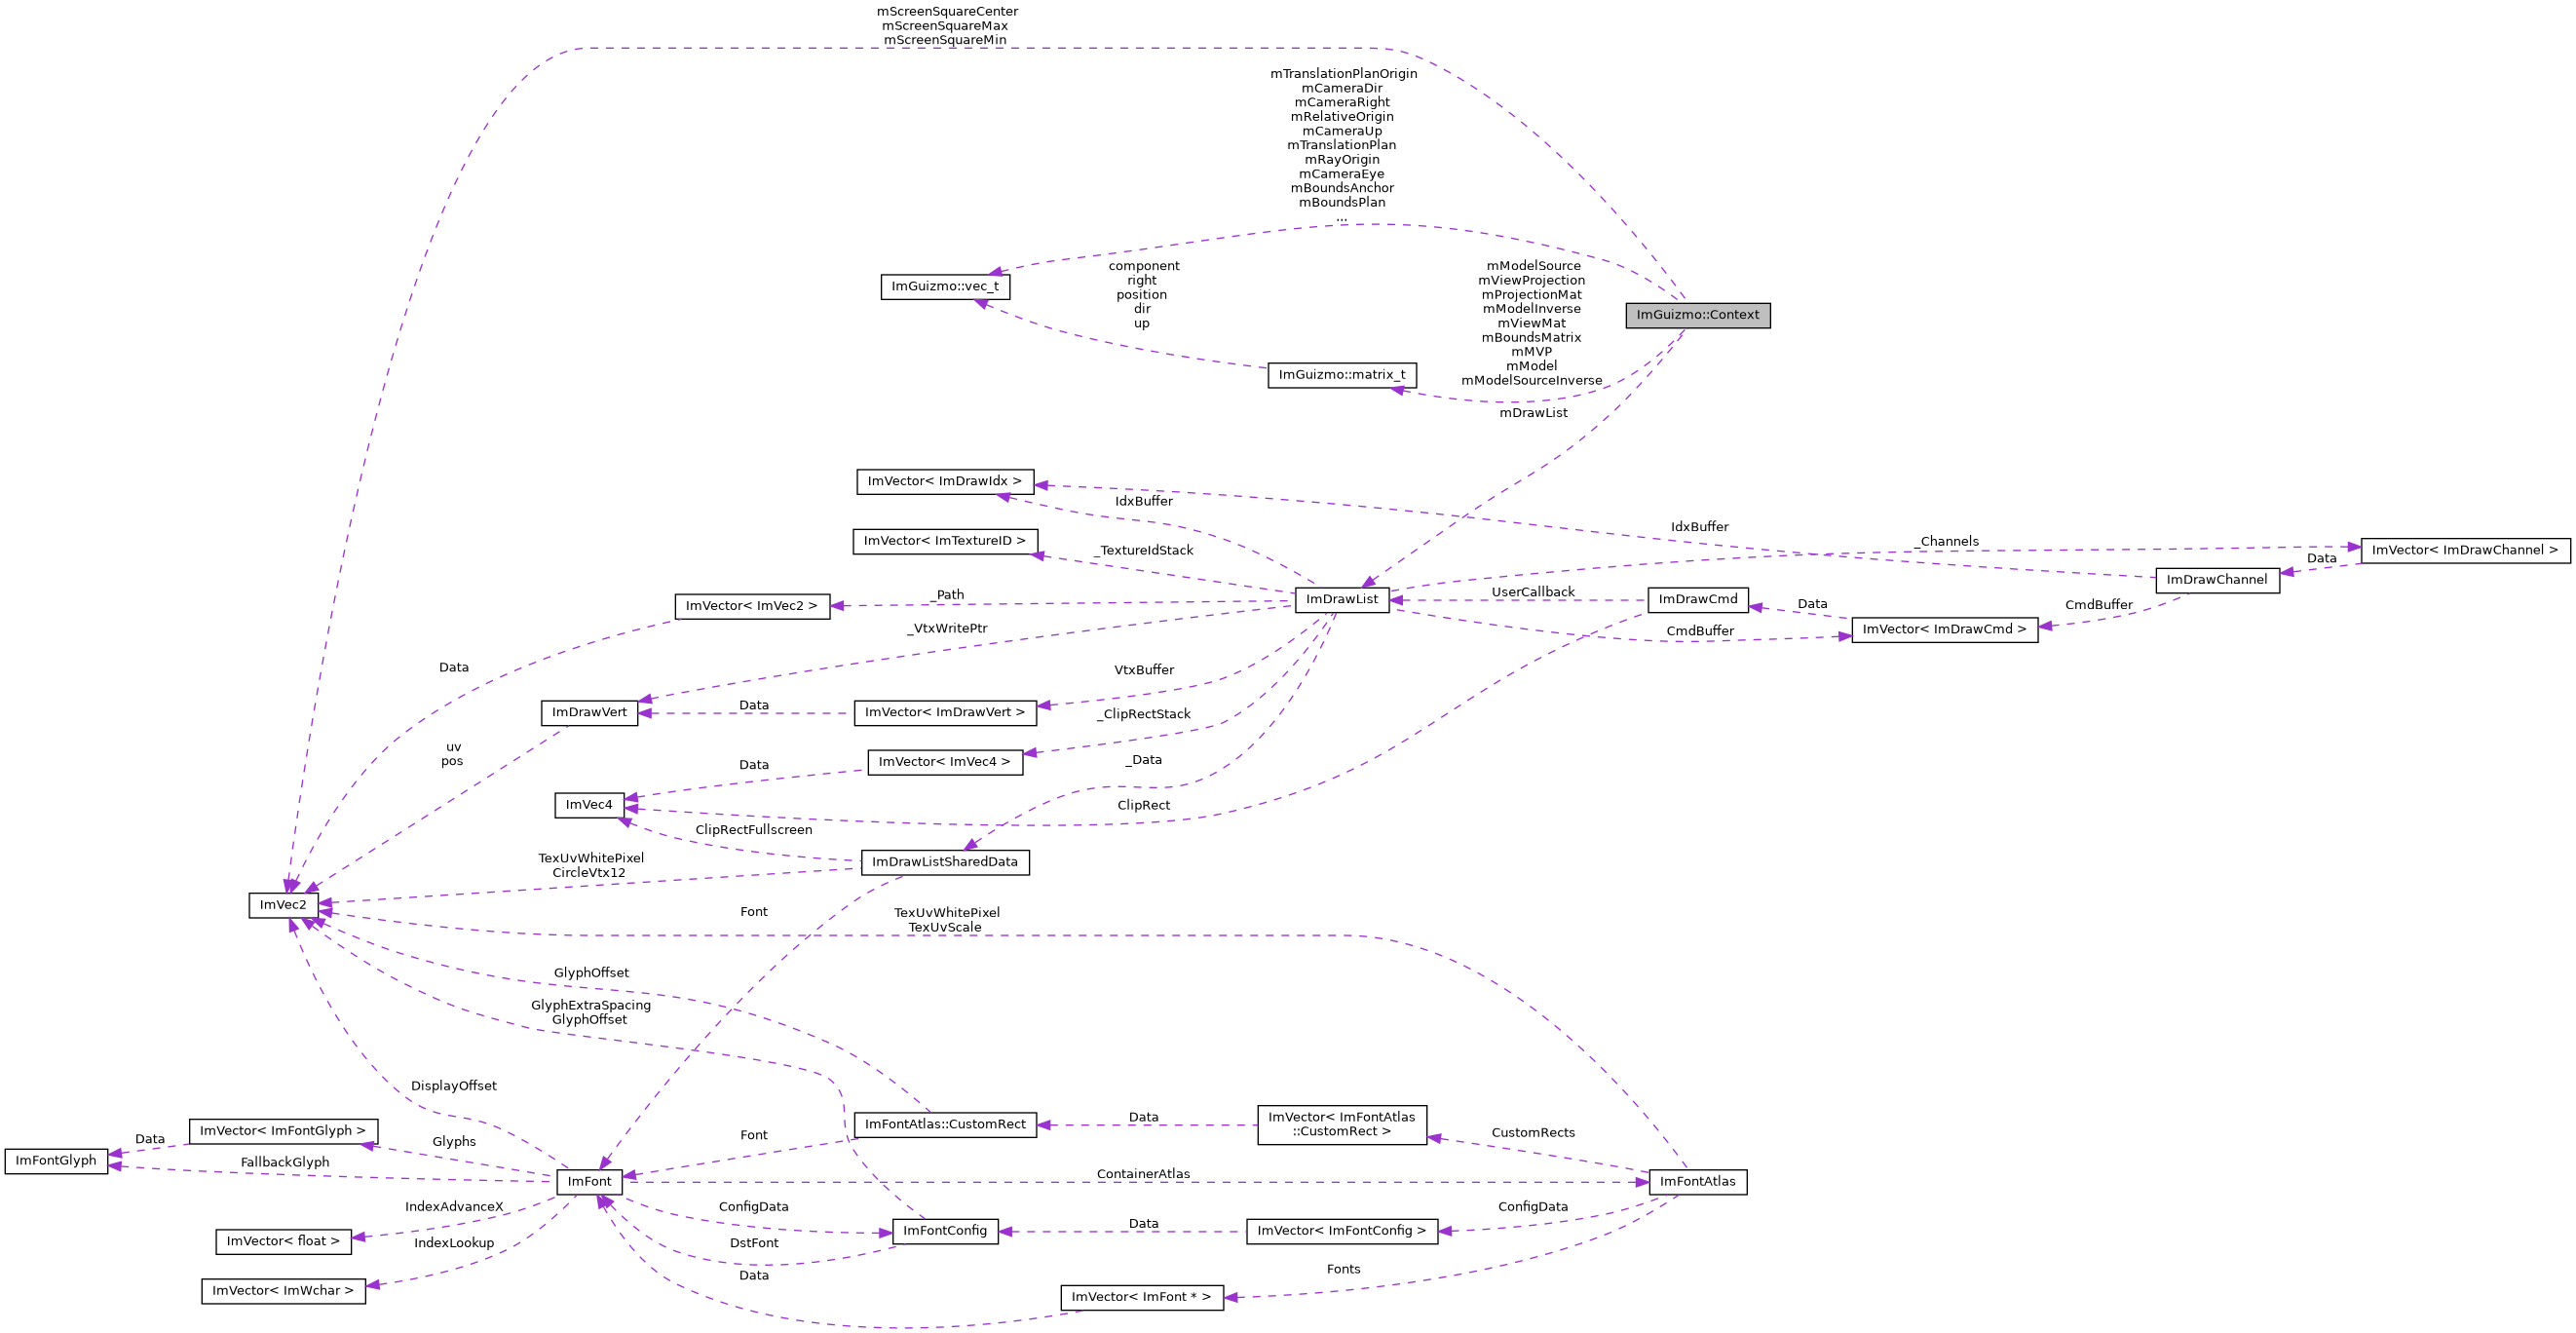 mScreenSquareCenter
mScreenSquareMax
mScreenSquareMin
mTranslationPlanOrigin
mCameraDir
mCameraRight
mRelativeOrigin
mCameraUp
mTranslationPlan
mRayOrigin
mCameraEye
mBoundsAnchor
mBoundsPlan
...
ImGuizmo::vec_t
component
right
position
dir
up
mModelSource
mViewProjection
mProjectionMat
mModelInverse
mViewMat
mBoundsMatrix
mMVP
mModel
mModelSourceInverse
ImGuizmo::Context
ImGuizmo::matrix_t
mDrawList
ImVector< ImDrawIdx >
IdxBuffer
IdxBuffer
ImVector< ImTextureID >
_TextureIdStack
_Channels
ImVector< ImDrawChannel >
Data
ImDrawChannel
ImVector< ImVec2 >
_Path
ImDrawList
UserCallback
ImDrawCmd
Data
CmdBuffer
_VtxWritePtr
CmdBuffer
ImVector< ImDrawCmd >
Data
VtxBuffer
ImDrawVert
Data
ImVector< ImDrawVert >
_ClipRectStack
uv
pos
Data
ImVector< ImVec4 >
_Data
ImVec4
ClipRect
ClipRectFullscreen
ImDrawListSharedData
TexUvWhitePixel
CircleVtx12
ImVec2
Font
TexUvWhitePixel
TexUvScale
GlyphOffset
GlyphExtraSpacing
GlyphOffset
DisplayOffset
ImVector< ImFontGlyph >
Data
ImFontGlyph
Glyphs
FallbackGlyph
Font
ImFontAtlas::CustomRect
Data
ImVector< ImFontAtlas
::CustomRect >
CustomRects
ImFont
ContainerAtlas
ImFontAtlas
IndexAdvanceX
ConfigData
ConfigData
ImVector< float >
IndexLookup
DstFont
ImFontConfig
Data
ImVector< ImFontConfig >
ImVector< ImWchar >
Data
ImVector< ImFont * >
Fonts